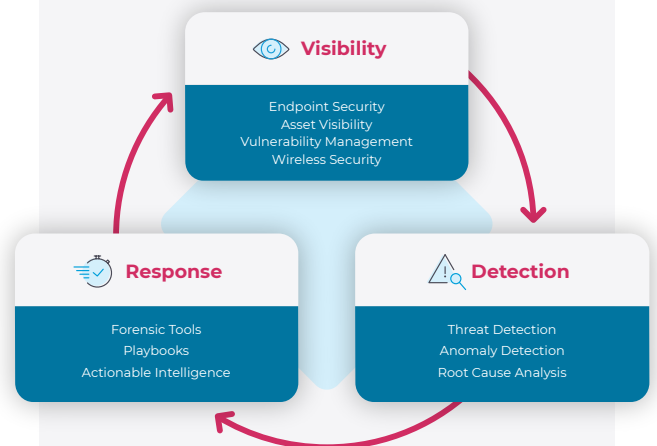 Visibility
Endpoint Security
Asset Visibility
Vulnerability Management
Wireless Security
Response
Forensic Tools
Playbooks
Actionable Intelligence
Detection
Threat Detection
Anomaly Detection
Root Cause Analysis